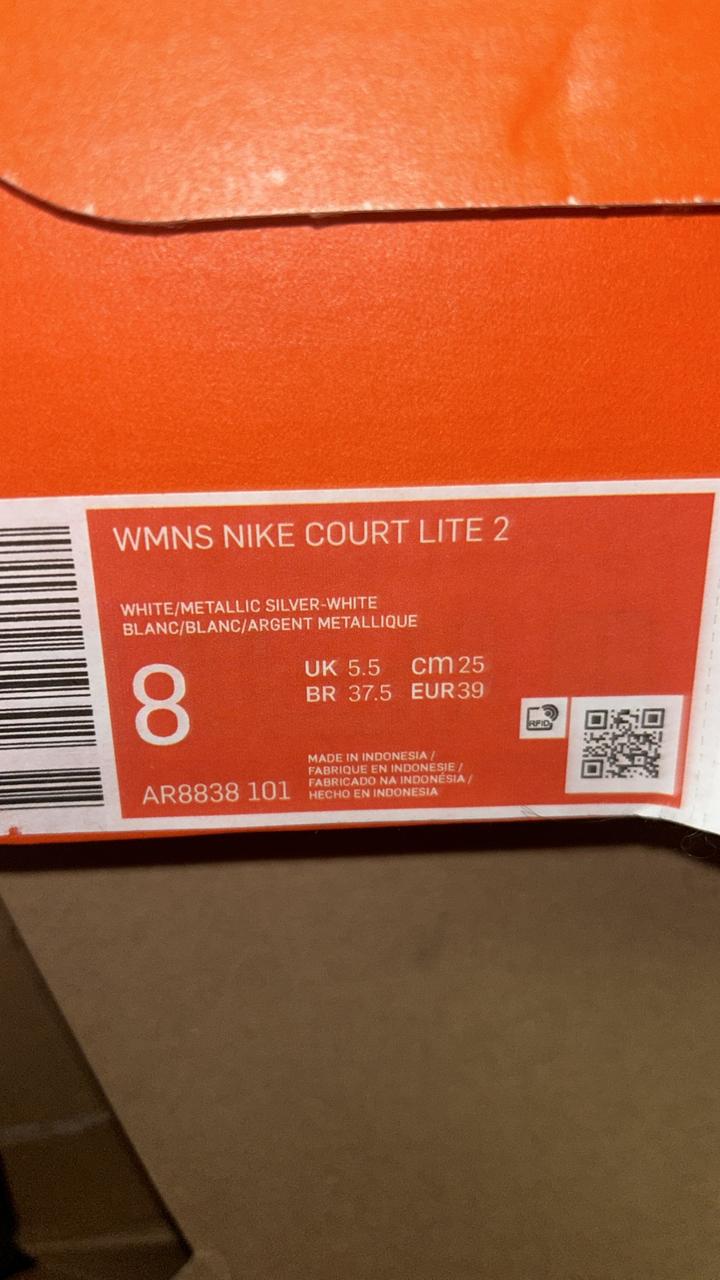 WMNS NIKE COURT LITE 2
WHITE/METALLIC SILVER-WHITE
BLANC/BLANC/ARGENT METALLIQUE
8
UK 5.5 cm 25
BR 37.5 EUR 39
RFID
MADE IN INDONESIA /
FABRIQUE EN INDONESIE /
FABRICADO NA INDONÉSIA /
HECHO EN INDONESIA
AR8838 101